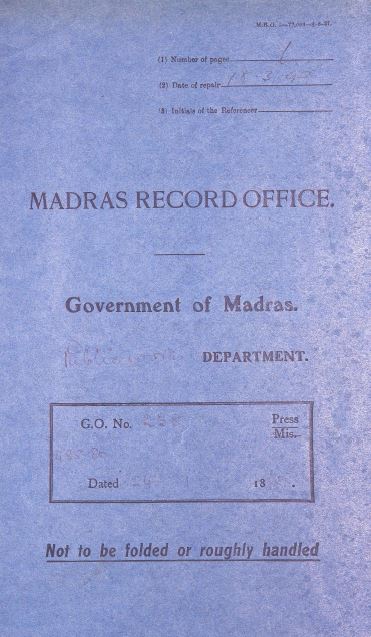 (1) Number of pages 1
(2) Date of repair
(3) Initials of the Referencer
MADRAS RECORD OFFICE.
Government of Madras.
DEPARTMENT.
G.O. No. Press
Mis.
Dated 18 .
Not to be folded or roughly handled